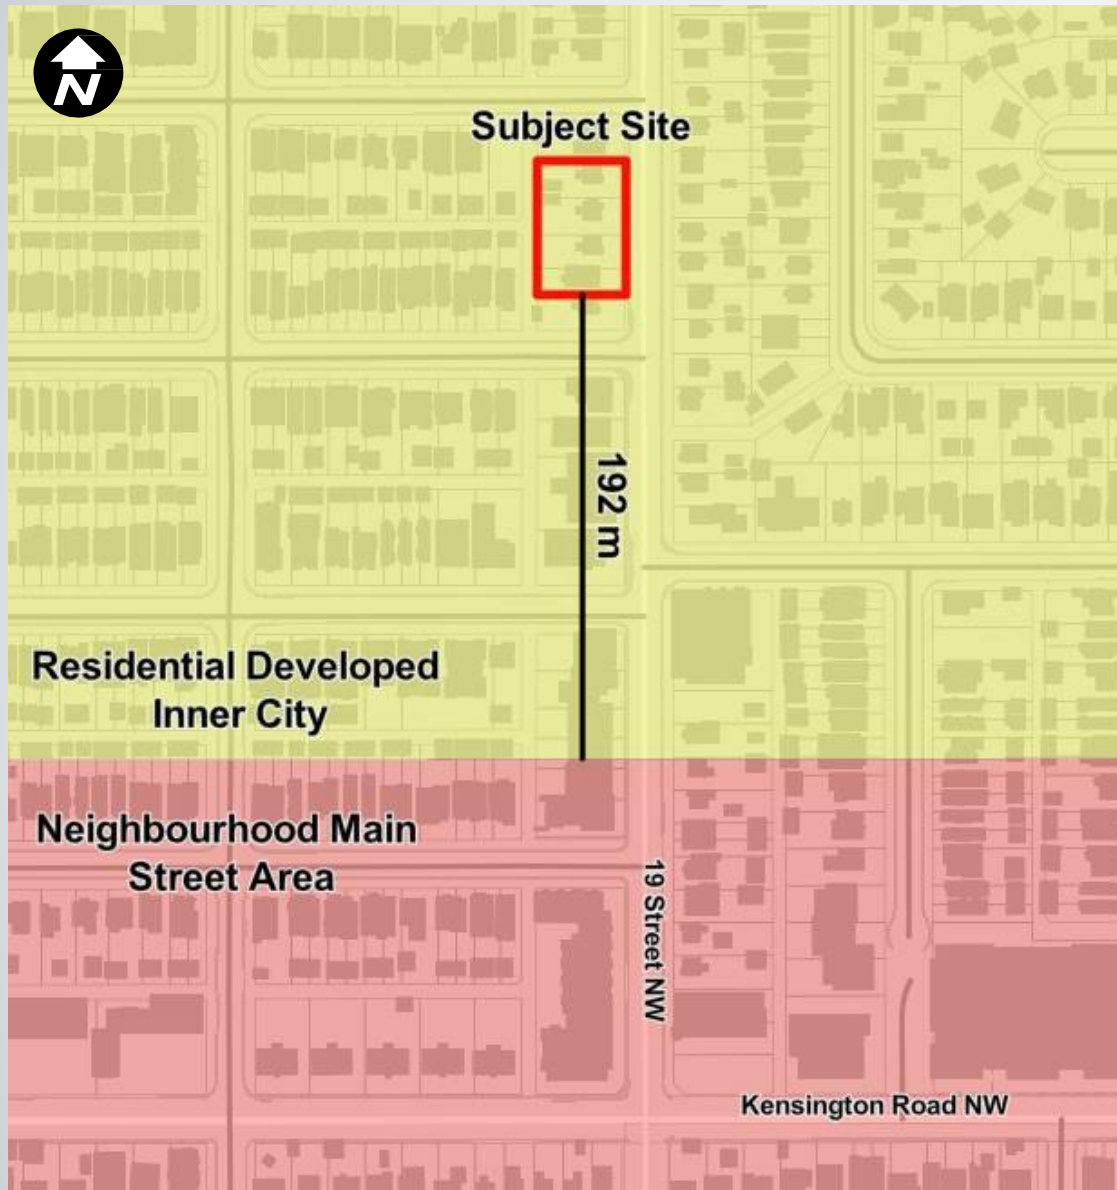 N
Subject Site
192 m
Residential Developed
Inner City
Neighbourhood Main
Street Area
19 Street NW
Kensington Road NW